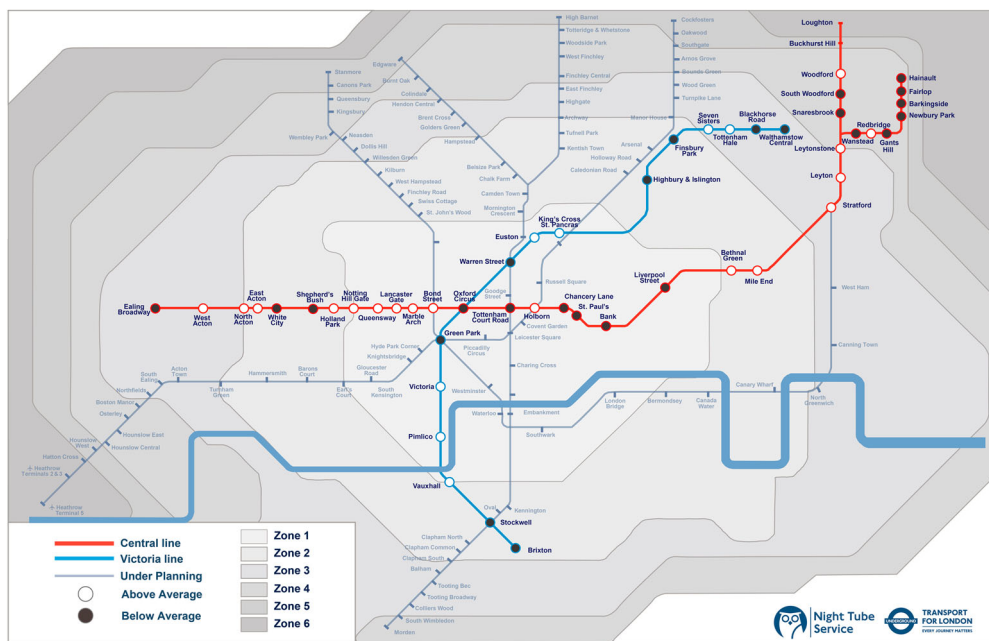 High Barnet
Totteridge & Whetstone
Woodside Park
West Finchley
Finchley Central
East Finchley
Highgate
Archway
Tufnell Park
Kentish Town
Cockfosters
Oakwood
Southgate
Arnos Grove
Bounds Green
Wood Green
Turnpike Lane
Manor House
Loughton
Buckhurst Hill
Woodford
South Woodford
Snaresbrook
Hainault
Fairlop
Barkingside
Newbury Park
Redbridge
Wanstead
Gants
Hill
Leytonstone
Leyton
Stratford
Edgware
Burnt Oak
Colindale
Hendon Central
Brent Cross
Golders Green
Hampstead
Belsize Park
Chalk Farm
Camden Town
Mornington
Crescent
Stanmore
Canons Park
Queensbury
Kingsbury
Wembley Park
Neasden
Dollis Hill
Willesden Green
Kilburn
West Hampstead
Finchley Road
Swiss Cottage
St. John's Wood
Seven
Sisters
Tottenham
Hale
Blackhorse
Road
Walthamstow
Central
Finsbury
Park
Arsenal
Holloway Road
Caledonian Road
Highbury & Islington
King's Cross
St. Pancras
Euston
Warren Street
Goodge
Street
Russell Square
Bethnal
Green
Mile End
Liverpool
Street
Ealing
Broadway
West
Acton
East
Acton
North
Acton
White
City
Shepherd's
Bush
Holland
Park
Notting
Hill Gate
Queensway
Lancaster
Gate
Marble
Arch
Bond
Street
Oxford
Circus
Tottenham
Court Road
Holborn
Chancery Lane
St. Paul's
Bank
West Ham
Canning Town
Covent Garden
Leicester Square
Green Park
Piccadilly
Circus
Hyde Park Corner
Knightsbridge
Gloucester
Road
South
Kensington
Earl's
Court
Barons
Court
Hammersmith
Turnham
Green
Acton
Town
South
Ealing
Northfields
Boston Manor
Osterley
Hounslow East
Hounslow
West
Hounslow Central
Hatton Cross
Heathrow
Terminals 2 & 3
Heathrow
Terminal 5
Charing Cross
Victoria
Westminster
Waterloo
Embankment
Southwark
London
Bridge
Bermondsey
Canada
Water
Canary Wharf
North
Greenwich
Pimlico
Vauxhall
Oval
Kennington
Stockwell
Brixton
Clapham North
Clapham Common
Clapham South
Balham
Tooting Bec
Tooting Broadway
Colliers Wood
South Wimbledon
Morden
Central line
Victoria line
Under Planning
Above Average
Below Average
Zone 1
Zone 2
Zone 3
Zone 4
Zone 5
Zone 6
Night Tube
Service
UNDERGROUND
TRANSPORT
FOR LONDON
EVERY JOURNEY MATTERS